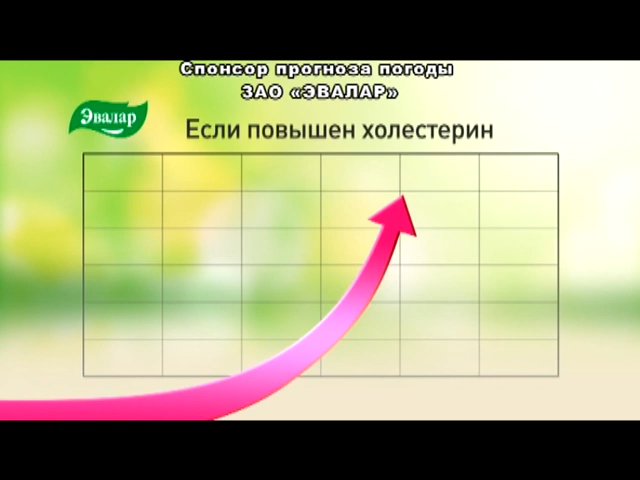 Спонсор прогноза погоды
ЗАО «ЭВАЛАР»
Эвалар
Если повышен холестерин